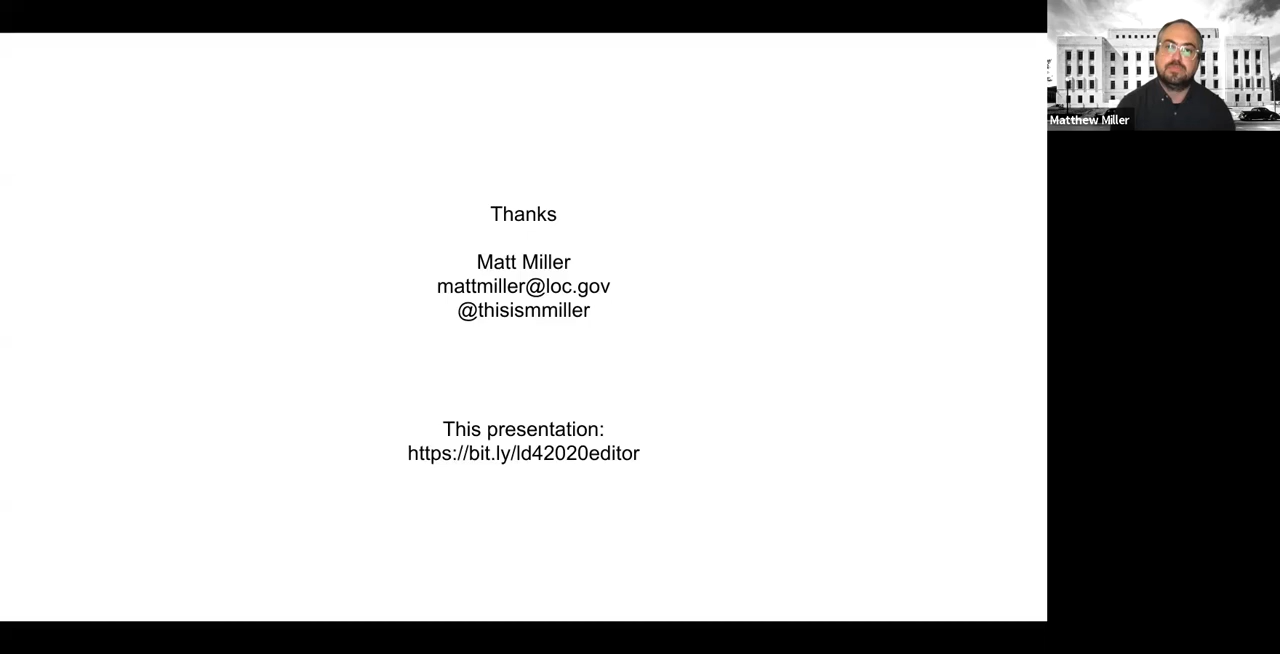 Thanks
Matt Miller
mattmiller@loc.gov
@thisismmiller
This presentation:
https://bit.ly/ld42020editor
Matthew Miller